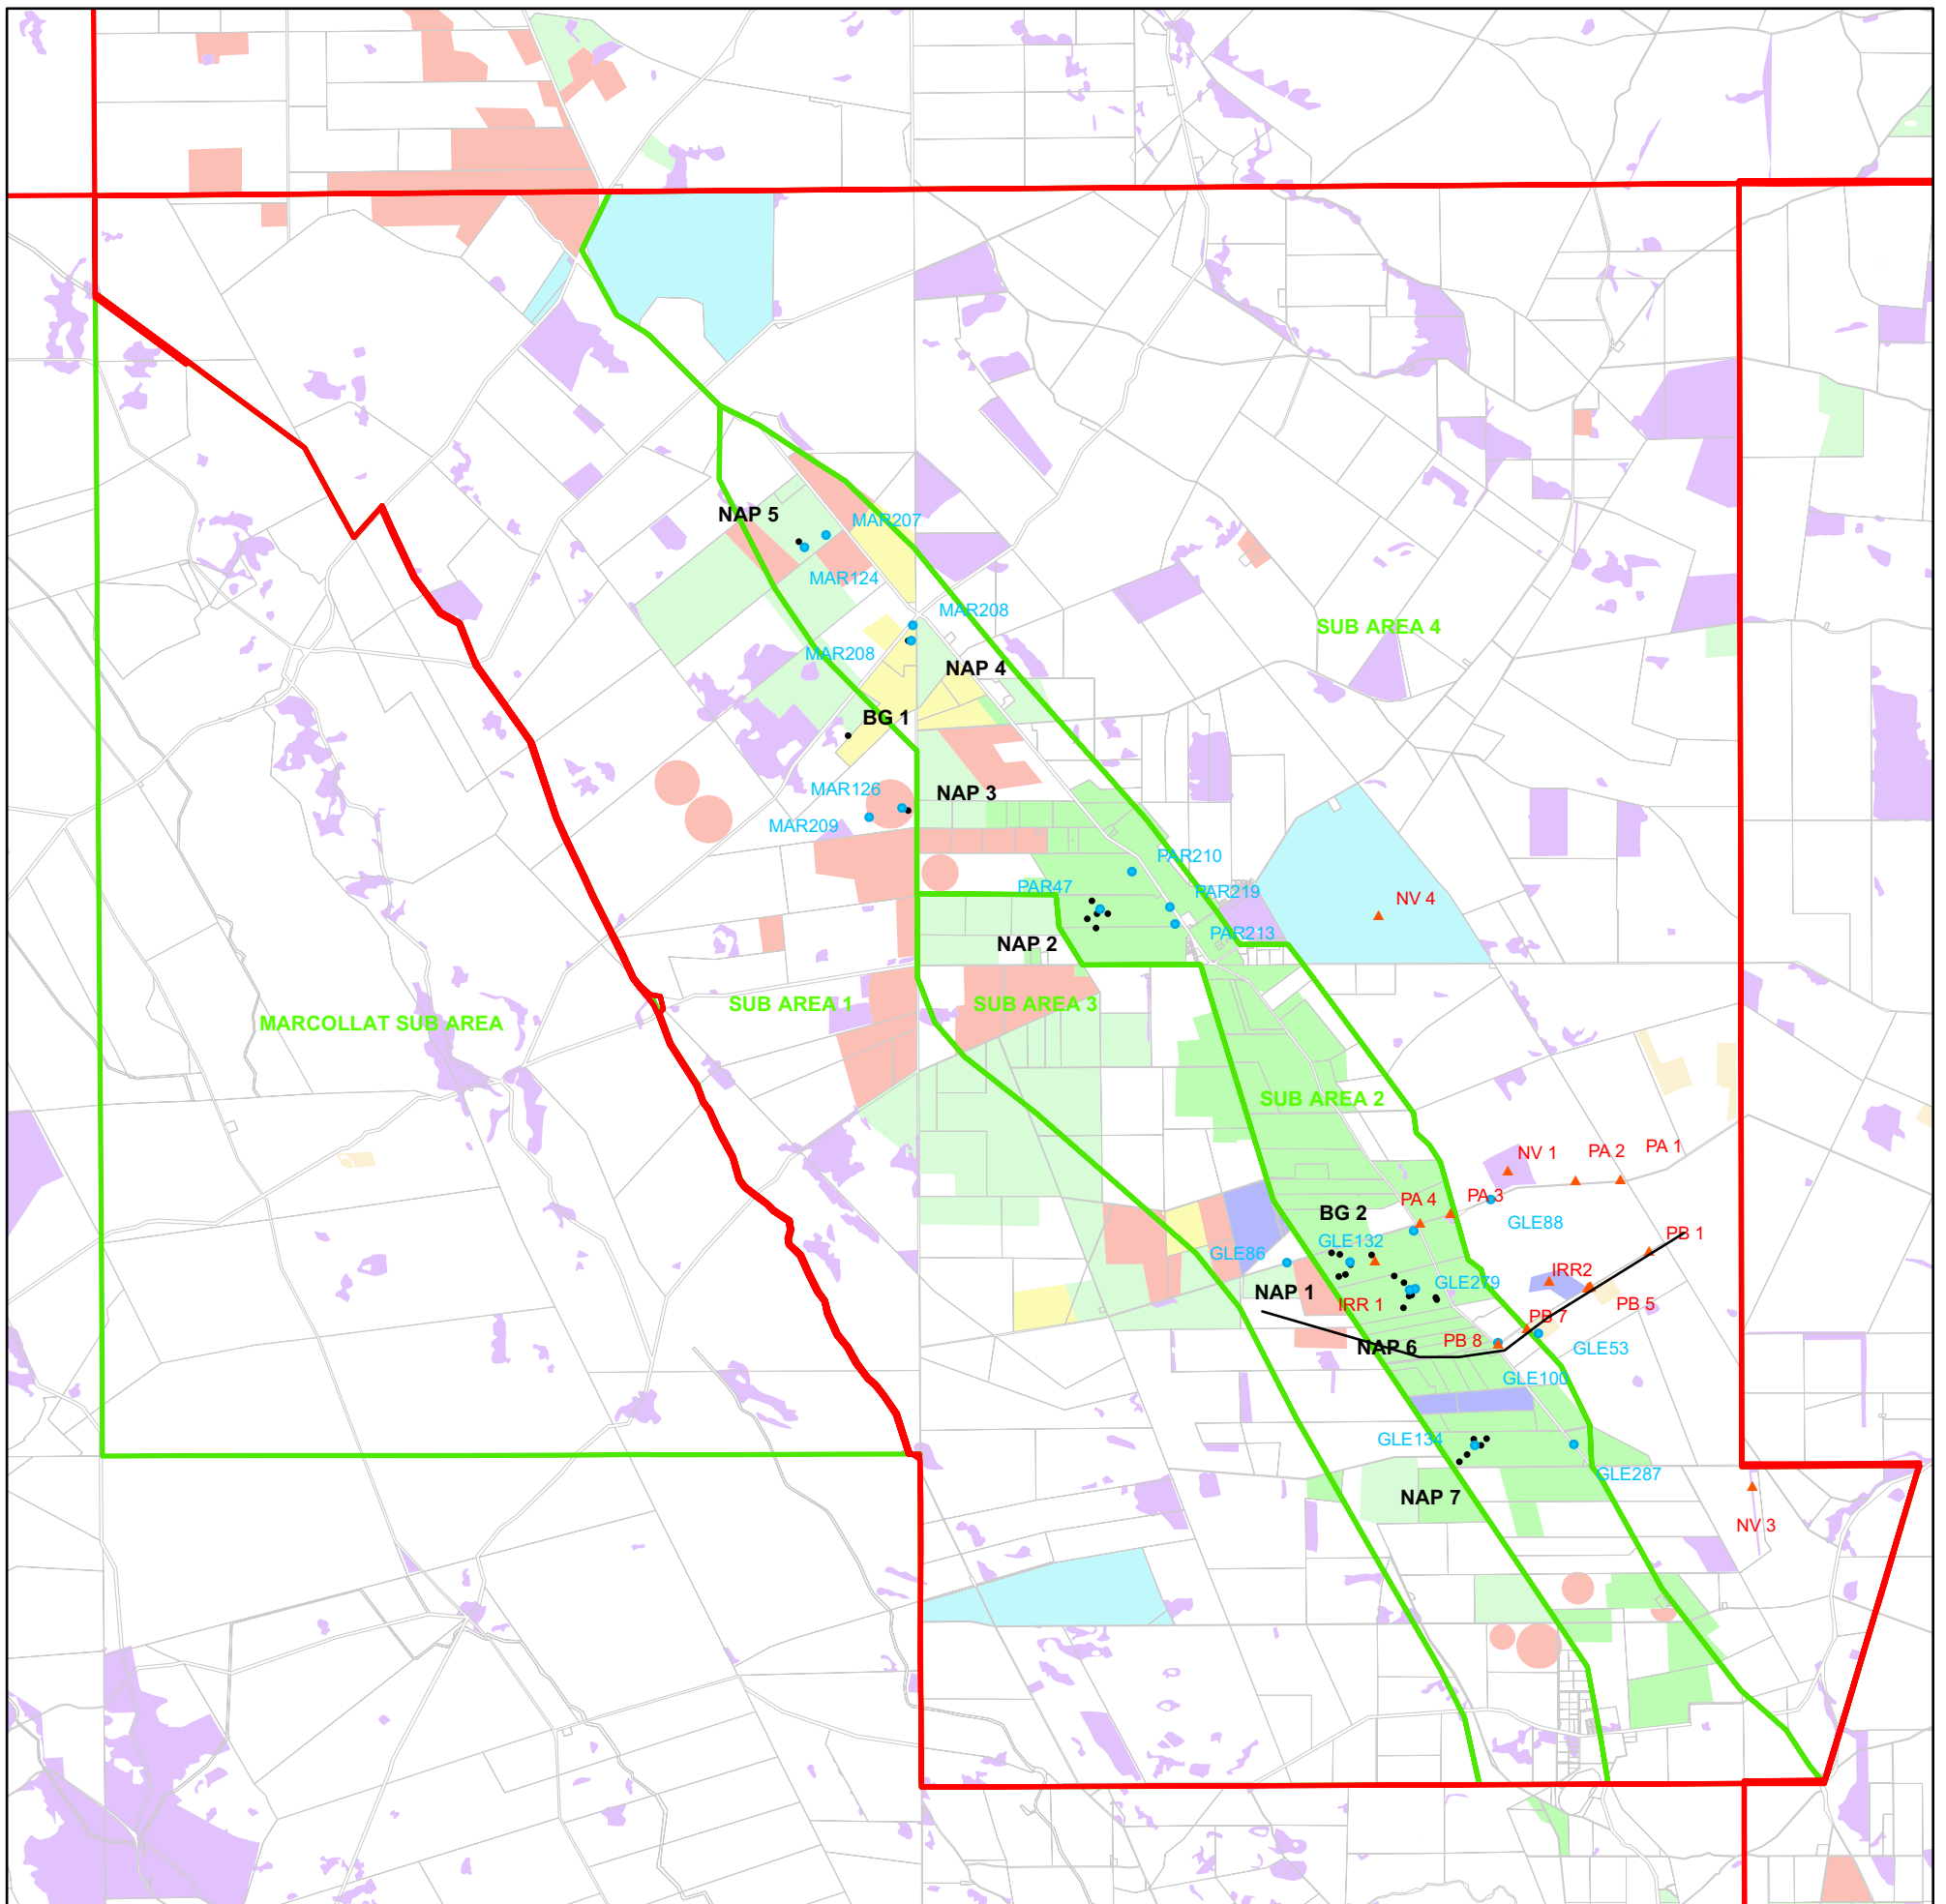 NAP 5
MAR207
MAR124
MAR208
SUB AREA 4
MAR208
NAP 4
BG 1
MAR126
NAP 3
MAR209
PAR210
PAR47
PAR219
NV 4
PAR213
NAP 2
SUB AREA 1
SUB AREA 3
MARCOLLAT SUB AREA
SUB AREA 2
NV 1
PA 2
PA 1
PA 4
PA 3
BG 2
GLE88
PB 1
GLE86
GLE132
IRR2
GLE279
NAP 1
IRR 1
PB 5
PB 7
PB 8
NAP 6
GLE53
GLE100
GLE134
GLE287
NAP 7
NV 3